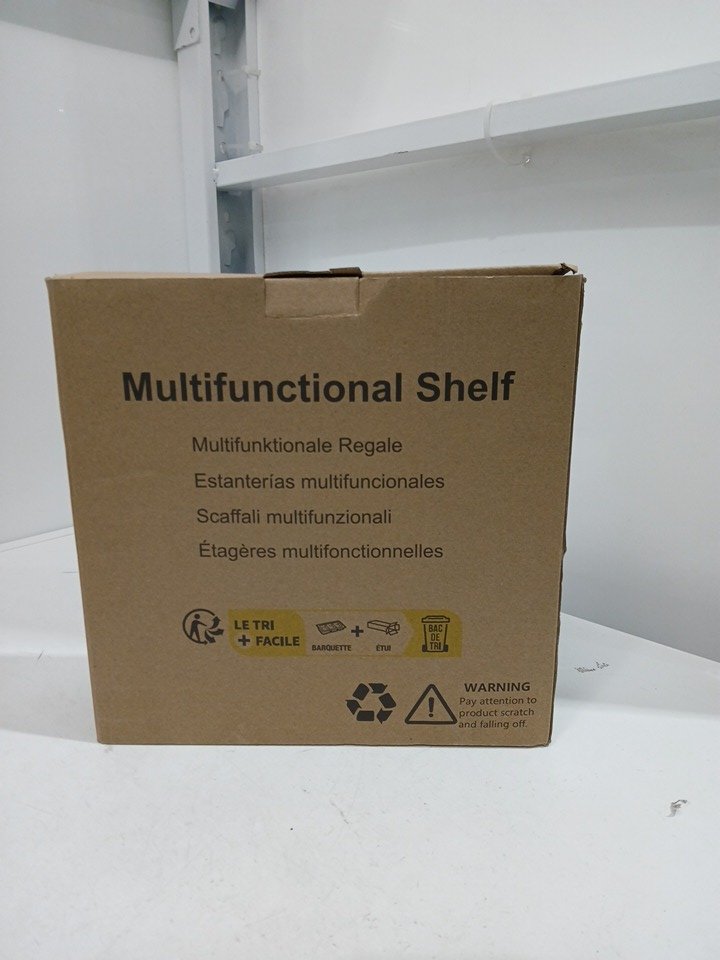 Multifunctional Shelf
Multifunktionale Regale
Estanterías multifuncionales
Scaffali multifunzionali
Étagères multifonctionnelles
LE TRI
+ FACILE
BARQUETTE
+
ÉTUI
BAC
DE
TRI
WARNING
Pay attention to
product scratch
and falling off.